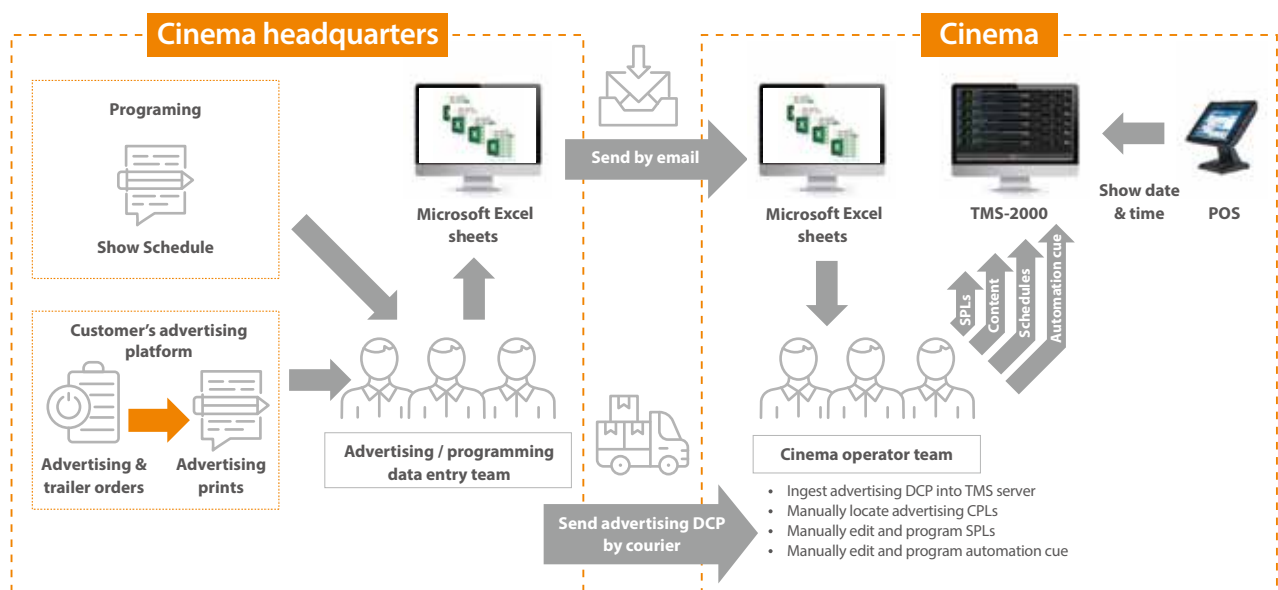 Cinema headquarters
Programing
Show Schedule
Customer's advertising
platform
Advertising &
trailer orders
Advertising
prints
Microsoft Excel
sheets
Advertising / programming
data entry team
Send by email
Send advertising DCP
by courier
Cinema
Microsoft Excel
sheets
TMS-2000
Show date
& time
POS
SPLs
Content
Schedules
Automation cue
Cinema operator team
• Ingest advertising DCP into TMS server
• Manually locate advertising CPLs
• Manually edit and program SPLs
• Manually edit and program automation cue